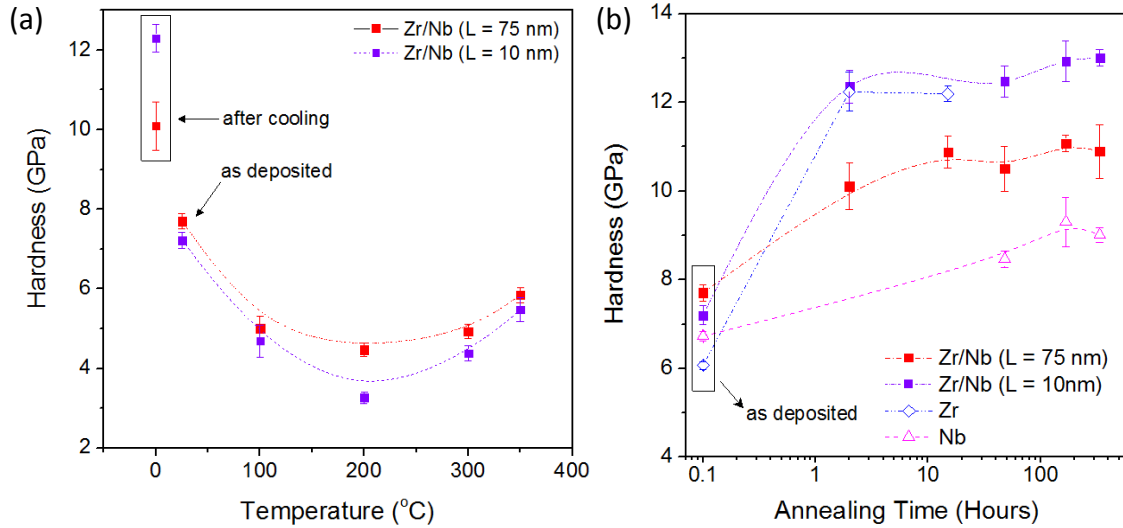 (a)
Zr/Nb (L = 75 nm)
Zr/Nb (L = 10 nm)
after cooling
as deposited
Hardness (GPa)
12
10
8
6
4
2
0
100
200
300
400
Temperature (°C)
(b)
Hardness (GPa)
14
12
10
8
6
4
Zr/Nb (L = 75 nm)
Zr/Nb (L = 10nm)
Zr
Nb
as deposited
0.1
1
10
100
Annealing Time (Hours)